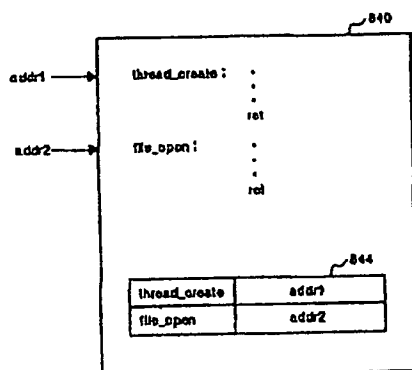 840
addr1
thread_create:
ret
addr2
file_open:
ret
844
thread_create addr1
file_open addr2